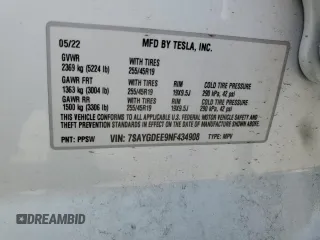 05/22 MFD BY TESLA, INC.
GVWR WITH TIRES
2369 kg (5224 lb) 255/45R19
GAWR FRT WITH TIRES RIM COLD TIRE PRESSURE
1363 kg (3004 lb) 255/45R19 19X9.5J 290 kPa, 42 psi
GAWR RR WITH TIRES RIM COLD TIRE PRESSURE
1500 kg (3306 lb) 255/45R19 19X9.5J 290 kPa, 42 psi
THIS VEHICLE CONFORMS TO ALL APPLICABLE U.S. FEDERAL MOTOR VEHICLE SAFETY AND
THEFT PREVENTION STANDARDS IN EFFECT ON THE DATE OF MANUFACTURE SHOWN ABOVE.
PNT: PPSW VIN: 7SAYGDEE9NF434908 TYPE: MPV
DREAMBID